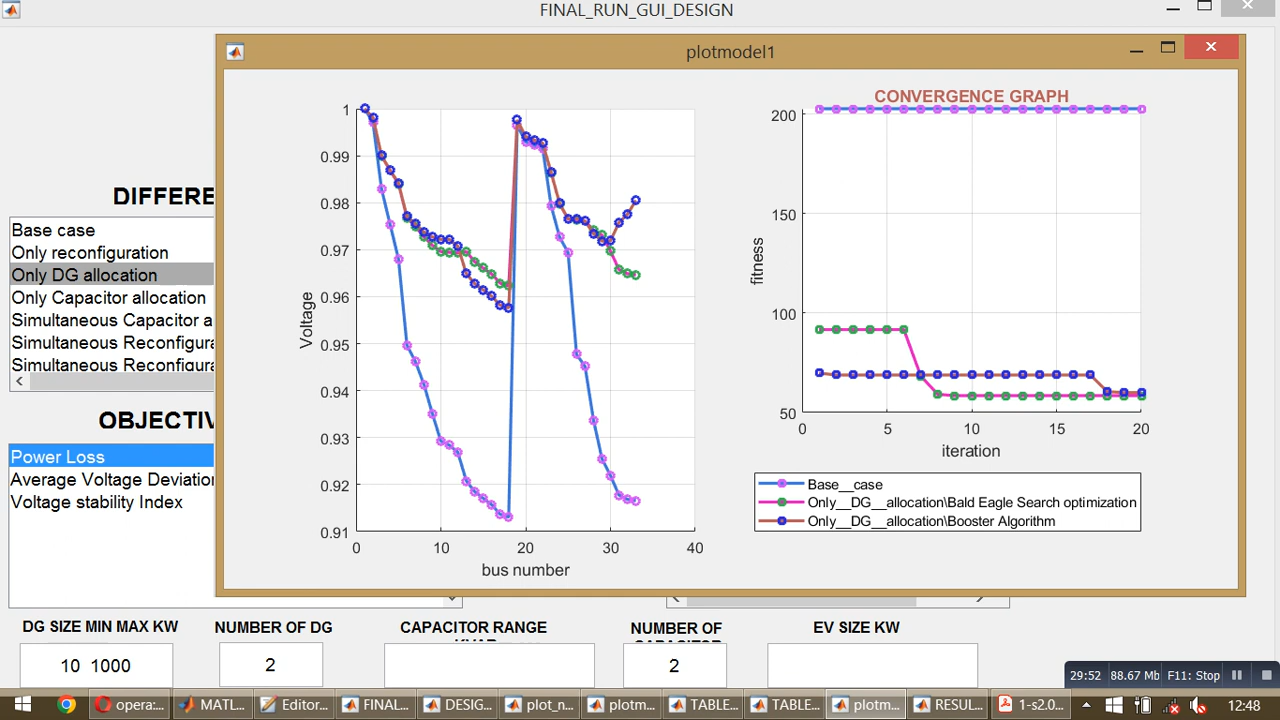 FINAL_RUN_GUI_DESIGN
plotmodel1
DIFFERE
Base case
Only reconfiguration
Only DG allocation
Only Capacitor allocation
Simultaneous Capacitor a
Simultaneous Reconfigura
Simultaneous Reconfigura
OBJECTIV
Power Loss
Average Voltage Deviation
Voltage stability Index
1
0.99
0.98
0.97
0.96
0.95
0.94
0.93
0.92
0.91
Voltage
0
10
20
30
40
bus number
CONVERGENCE GRAPH
200
150
100
50
fitness
0
5
10
15
20
iteration
Base__case
Only__DG__allocation\Bald Eagle Search optimization
Only__DG__allocation\Booster Algorithm
DG SIZE MIN MAX KW
10 1000
NUMBER OF DG
2
CAPACITOR RANGE
NUMBER OF
2
EV SIZE KW
29:52
88.67 Mb
F11: Stop
opera:...
MATL...
Editor...
FINAL...
DESIG...
plot_n...
plotm...
TABLE...
TABLE...
plotm...
RESUL...
1-s2.0...
12:48